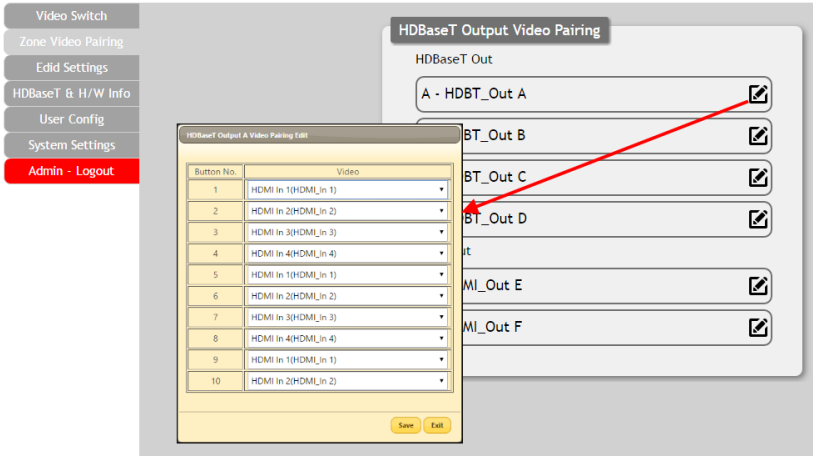 Video Switch
Zone Video Pairing
Edid Settings
HDBaseT & H/W Info
User Config
System Settings
Admin - Logout
HDBaseT Output Video Pairing
HDBaseT Out
A - HDBT_Out A
BT_Out B
BT_Out C
BT_Out D
ut
MI_Out E
MI_Out F
HDBaseT Output A Video Pairing Edit
Button No. Video
1 HDMI In 1(HDMI_In 1)
2 HDMI In 2(HDMI_In 2)
3 HDMI In 3(HDMI_In 3)
4 HDMI In 4(HDMI_In 4)
5 HDMI In 1(HDMI_In 1)
6 HDMI In 2(HDMI_In 2)
7 HDMI In 3(HDMI_In 3)
8 HDMI In 4(HDMI_In 4)
9 HDMI In 1(HDMI_In 1)
10 HDMI In 2(HDMI_In 2)
Save Exit